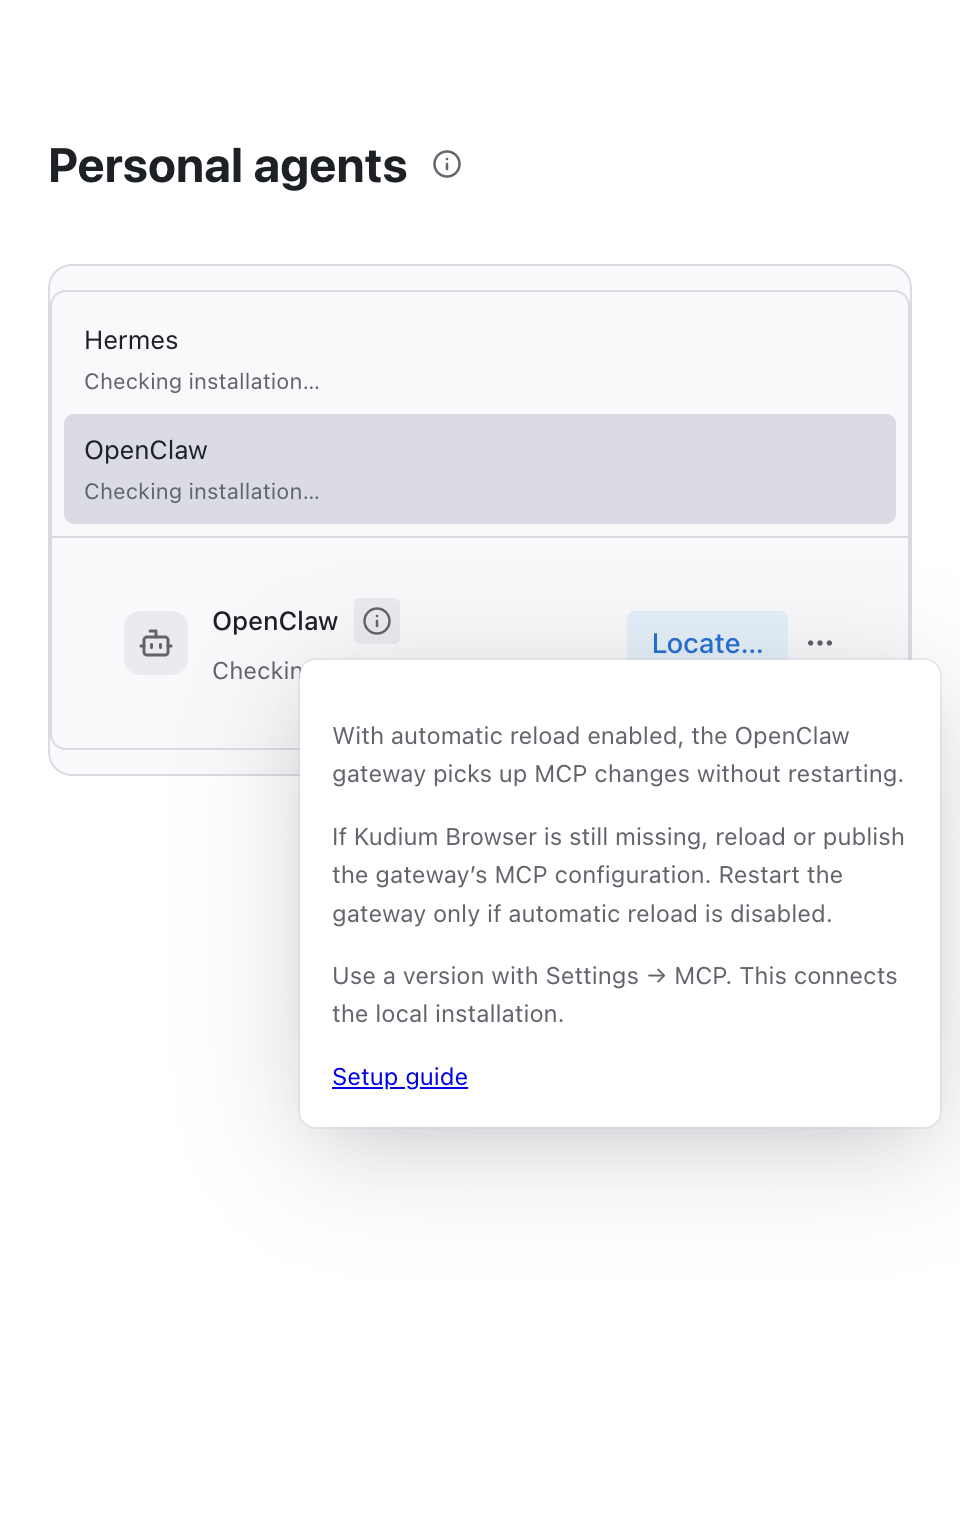 Personal agents
Hermes
Checking installation...
OpenClaw
Checking installation...
OpenClaw
Locate...
Checkin
With automatic reload enabled, the OpenClaw
gateway picks up MCP changes without restarting.
If Kudium Browser is still missing, reload or publish
the gateway’s MCP configuration. Restart the
gateway only if automatic reload is disabled.
Use a version with Settings → MCP. This connects
the local installation.
Setup guide